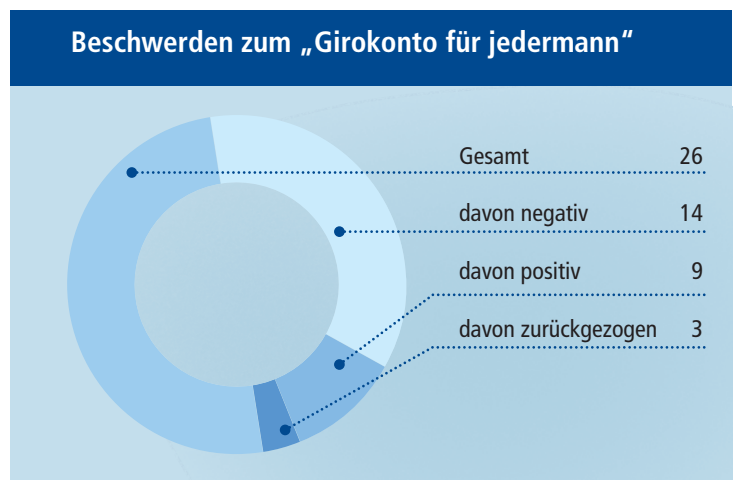 Beschwerden zum „Girokonto für jedermann“
Gesamt 26
davon negativ 14
davon positiv 9
davon zurückgezogen 3